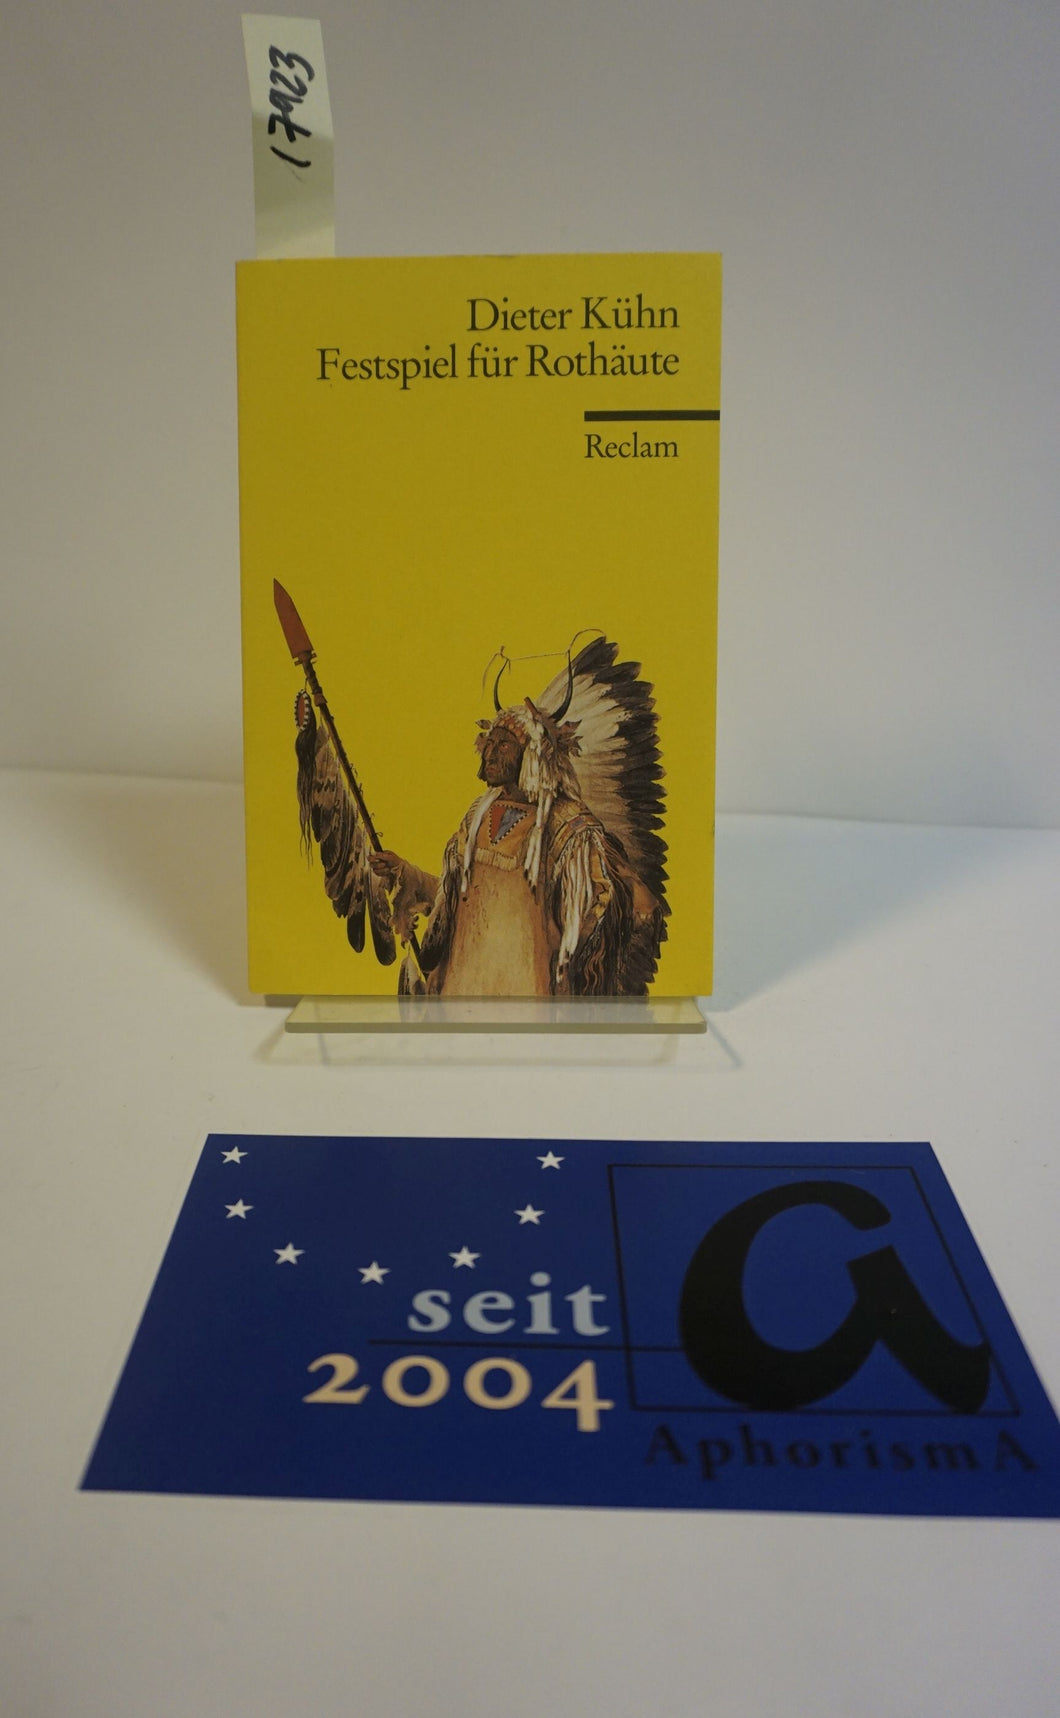 17923
Dieter Kühn
Festspiel für Rothäute
Reclam
seit
2004
a
AphorismA